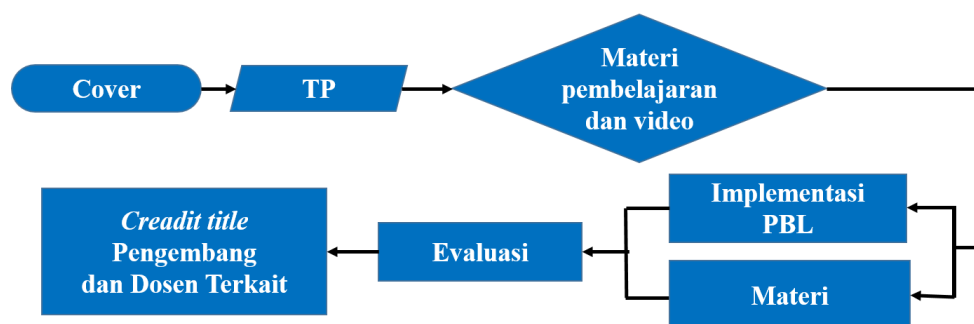 Cover
TP
Materi
pembelajaran
dan video
Implementasi
PBL
Materi
Evaluasi
Creadit title
Pengembang
dan Dosen Terkait